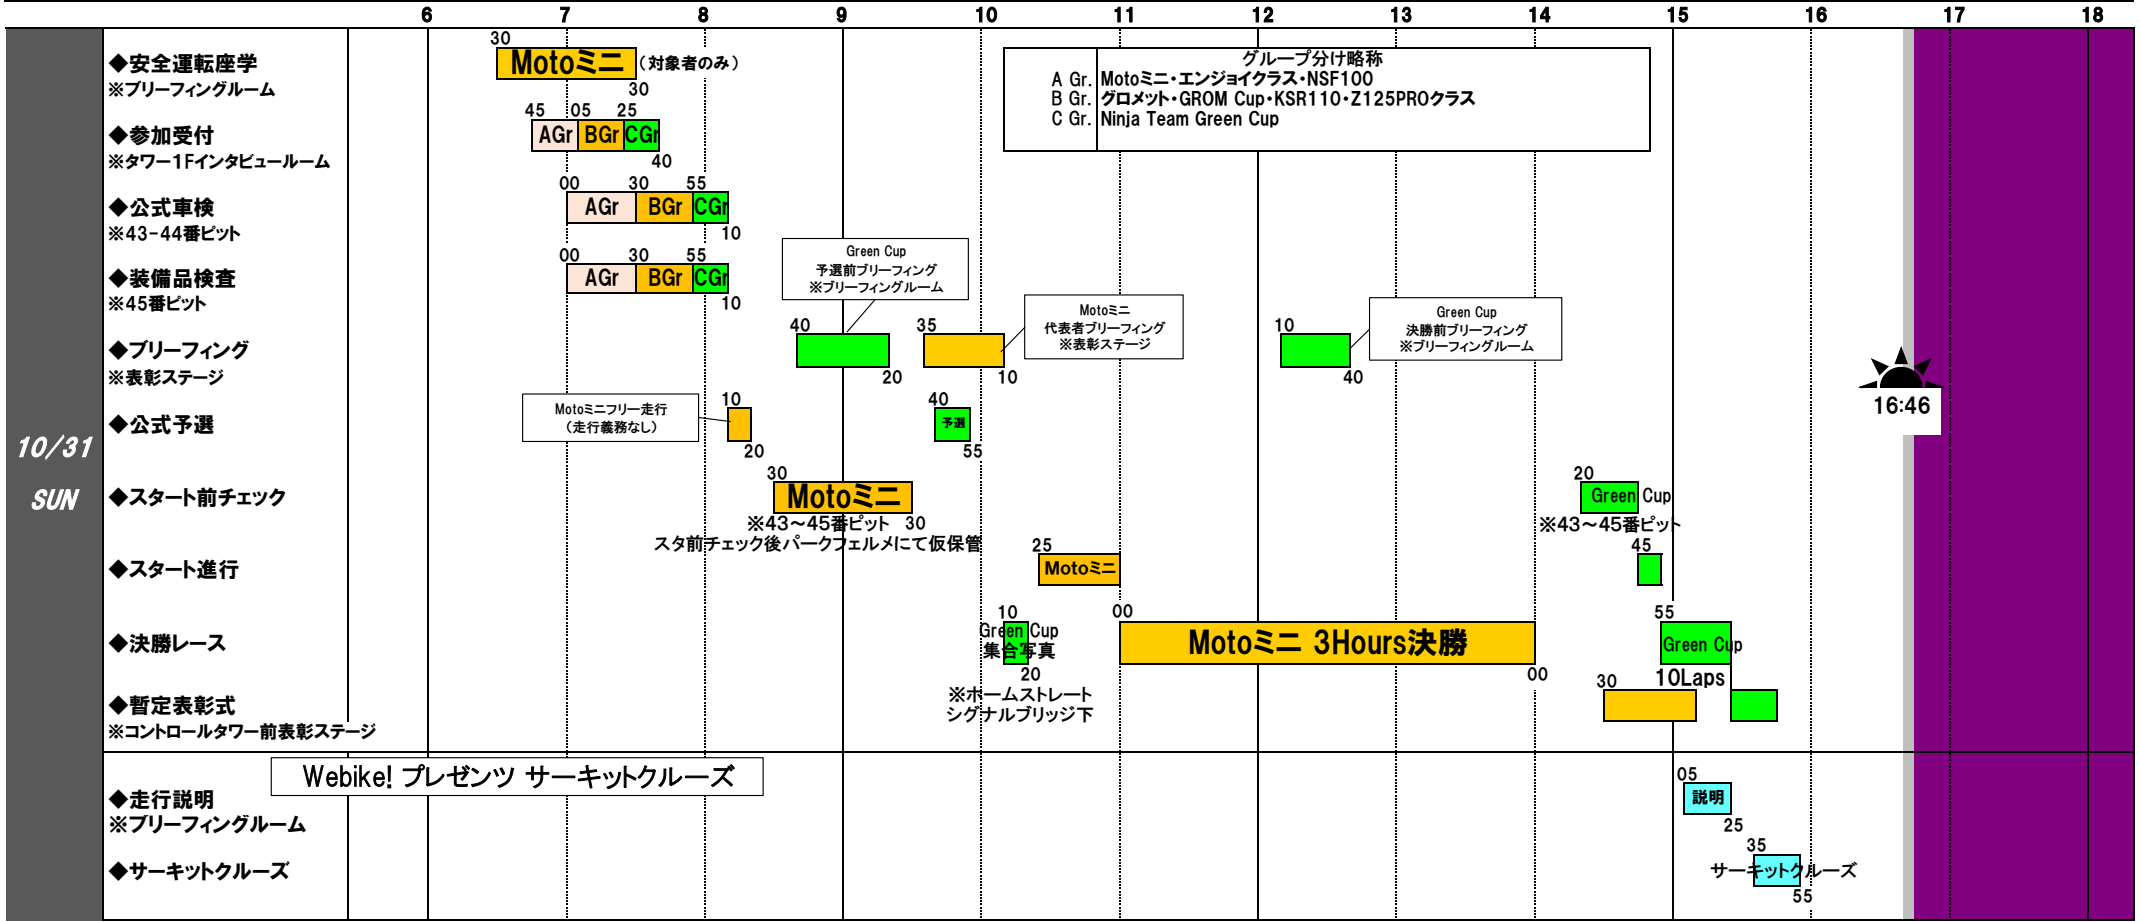 6 7 8 9 10 11 12 13 14 15 16 17 18
10/31
SUN
30
◆安全運転座学
Motoミニ
(対象者のみ)
※ブリーフィングルーム
30
グループ分け略称
A Gr. Motoミニ・エンジョイクラス・NSF100
B Gr. グロメット・GROM Cup・KSR110・Z125PROクラス
C Gr. Ninja Team Green Cup
45 05 25
◆参加受付
AGr BGr CGr
※タワー1Fインタビュールーム
40
00 30 55
◆公式車検
AGr BGr CGr
※43-44番ピット
10
00 30 55
◆装備品検査
AGr BGr CGr
※45番ピット
10
Green Cup
予選前ブリーフィング
※ブリーフィングルーム
Motoミニ
代表者ブリーフィング
※表彰ステージ
Green Cup
決勝前ブリーフィング
※ブリーフィングルーム
40 35 10
◆ブリーフィング
※表彰ステージ
20 10 40
16:46
Motoミニフリー走行
(走行義務なし)
10 40
◆公式予選
予選
20 55
30 20
◆スタート前チェック
Motoミニ
Green Cup
※43~45番ピット 30
※43~45番ピット
スタ前チェック後パークフェルメにて仮保管
25 45
◆スタート進行
Motoミニ
10 00 55
◆決勝レース
Green Cup
集合写真
Motoミニ 3Hours決勝
Green Cup
20 00
10Laps
※ホームストレート
シグナルブリッジ下
30
◆暫定表彰式
※コントロールタワー前表彰ステージ
Webike! プレゼンツ サーキットクルーズ
05
◆走行説明
説明
※ブリーフィングルーム
25
35
◆サーキットクルーズ
サーキットクルーズ
55